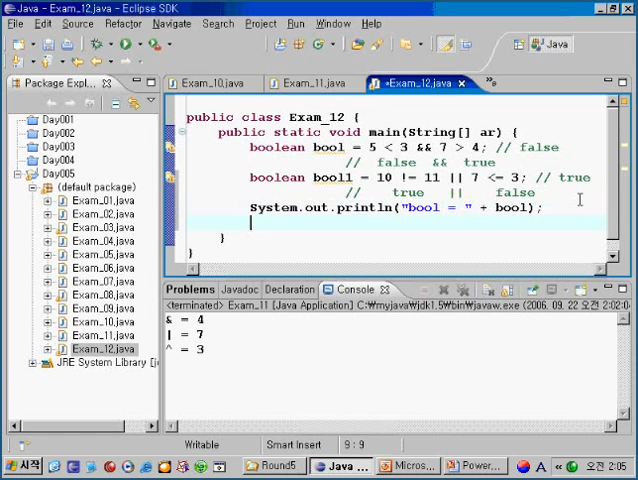 Java - Exam_12.java - Eclipse SDK
File Edit Source Refactor Navigate Search Project Run Window Help
Java
Package Expl...
Exam_10.java Exam_11.java *Exam_12.java
Day001
Day002
Day003
Day004
Day005
(default package)
Exam_01.java
Exam_02.java
Exam_03.java
Exam_04.java
Exam_05.java
Exam_06.java
Exam_07.java
Exam_08.java
Exam_09.java
Exam_10.java
Exam_11.java
Exam_12.java
JRE System Library [j
public class Exam_12 {
public static void main(String[] ar) {
boolean bool = 5 < 3 && 7 > 4; // false
// false && true
boolean bool1 = 10 != 11 || 7 <= 3; // true
// true || false
System.out.println("bool = " + bool);
}
}
Problems Javadoc Declaration Console
<terminated> Exam_11 [Java Application] C:₩myjava₩jdk1.5₩bin₩javaw.exe (2006. 09. 22 오전 2:02:0
& = 4
| = 7
^ = 3
Writable Smart Insert 9 : 9
시작 Round5 Java ... Micros... Power... A 오전 2:05